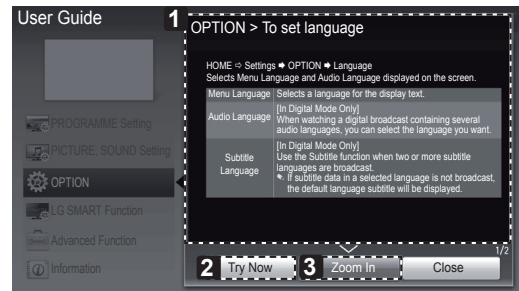 User Guide
1
OPTION > To set language
HOME ⇨ Settings ➡ OPTION ➡ Language
Selects Menu Language and Audio Language displayed on the screen.
Menu Language Selects a language for the display text.
Audio Language
[In Digital Mode Only]
When watching a digital broadcast containing several
audio languages, you can select the language you want.
Subtitle
Language
[In Digital Mode Only]
Use the Subtitle function when two or more subtitle
languages are broadcast.
If subtitle data in a selected language is not broadcast,
the default language subtitle will be displayed.
PROGRAMME Setting
PICTURE, SOUND Setting
OPTION
LG SMART Function
Advanced Function
Information
1/2
2 Try Now
3 Zoom In
Close